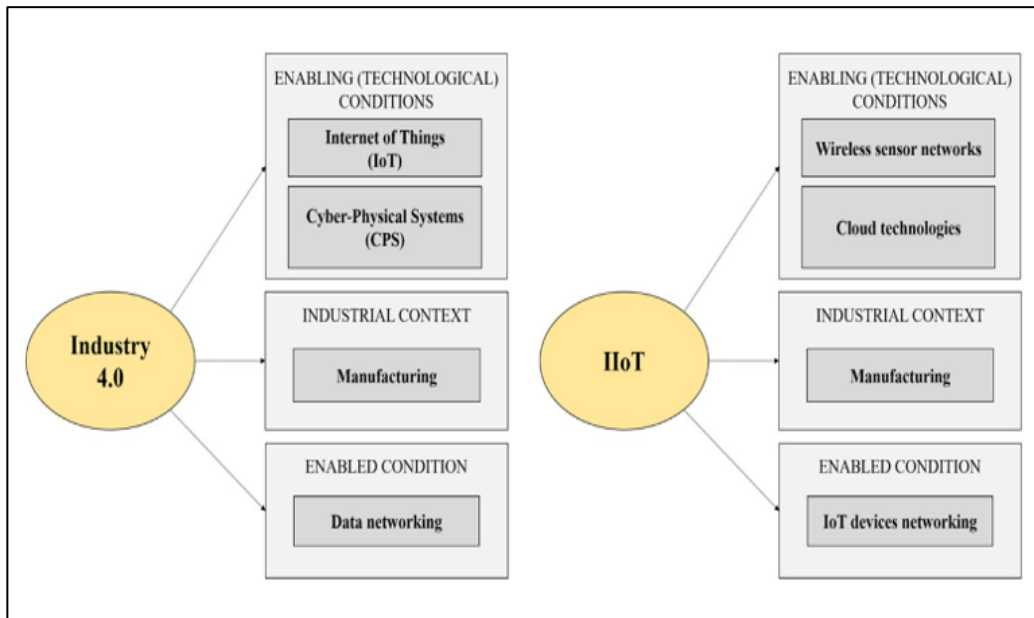 Industry
4.0
ENABLING (TECHNOLOGICAL)
CONDITIONS
Internet of Things
(IoT)
Cyber-Physical Systems
(CPS)
INDUSTRIAL CONTEXT
Manufacturing
ENABLED CONDITION
Data networking
IIoT
ENABLING (TECHNOLOGICAL)
CONDITIONS
Wireless sensor networks
Cloud technologies
INDUSTRIAL CONTEXT
Manufacturing
ENABLED CONDITION
IoT devices networking